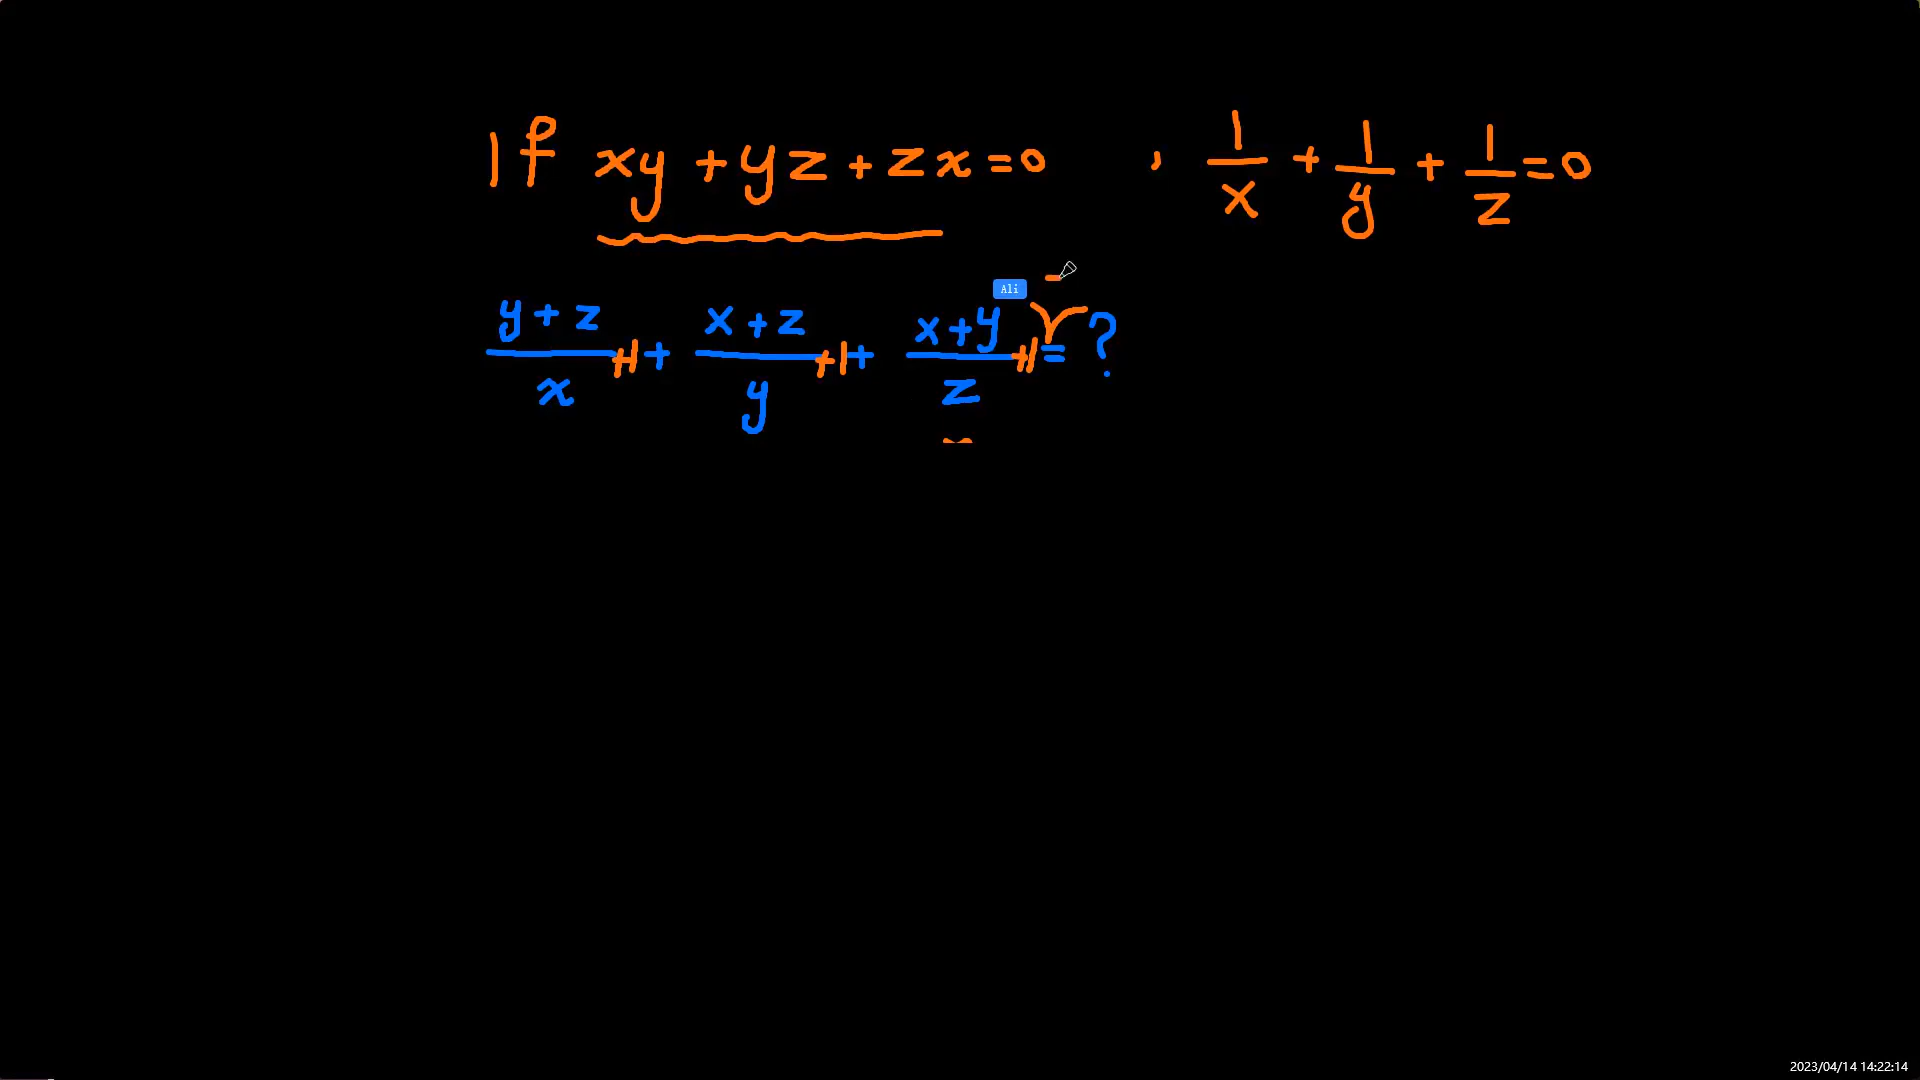 If xy + yz + zx = 0 , 1/x + 1/y + 1/z = 0
Ali
(y + z)/x +1 + (x + z)/y +1 + (x + y)/z +1 = ?
2023/04/14 14:22:14